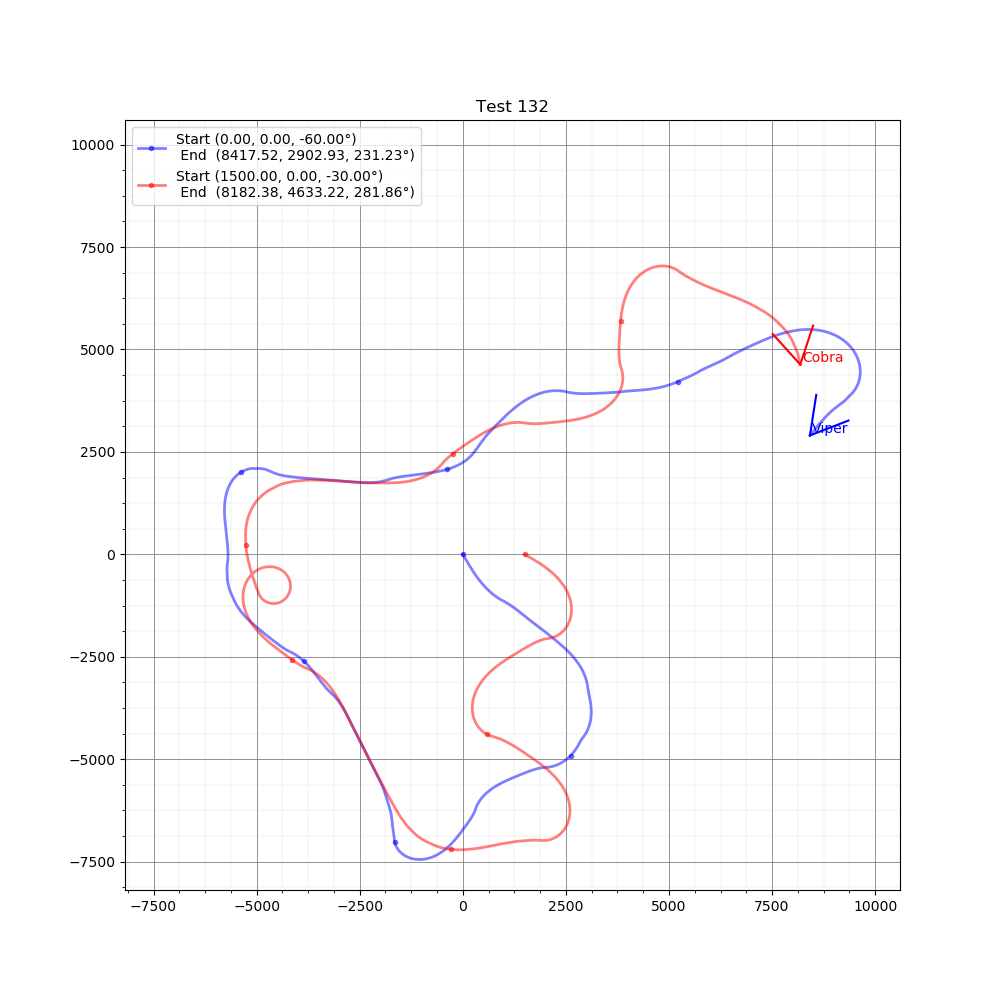 Test 132
Start (0.00, 0.00, -60.00°)
End (8417.52, 2902.93, 231.23°)
Start (1500.00, 0.00, -30.00°)
End (8182.38, 4633.22, 281.86°)
10000
7500
5000
2500
0
−2500
−5000
−7500
Cobra
Viper
−7500
−5000
−2500
0
2500
5000
7500
10000